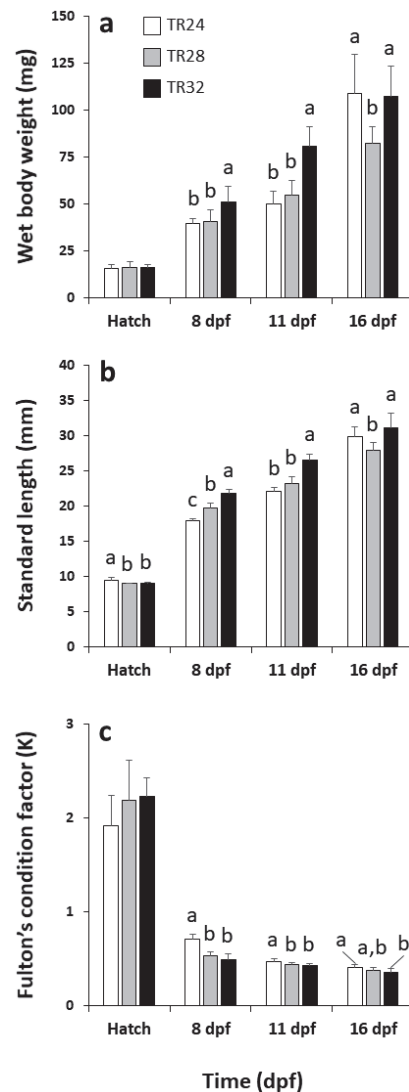 a
TR24
TR28
TR32
Wet body weight (mg)
150
125
100
75
50
25
0
b b a
b b a
a b a
Hatch 8 dpf 11 dpf 16 dpf
b
Standard length (mm)
40
35
30
25
20
15
10
5
0
a b b
c b a
b b a
a b a
Hatch 8 dpf 11 dpf 16 dpf
c
Fulton's condition factor (K)
3
2
1
0
a b b
a b b
a a,b b
Hatch 8 dpf 11 dpf 16 dpf
Time (dpf)